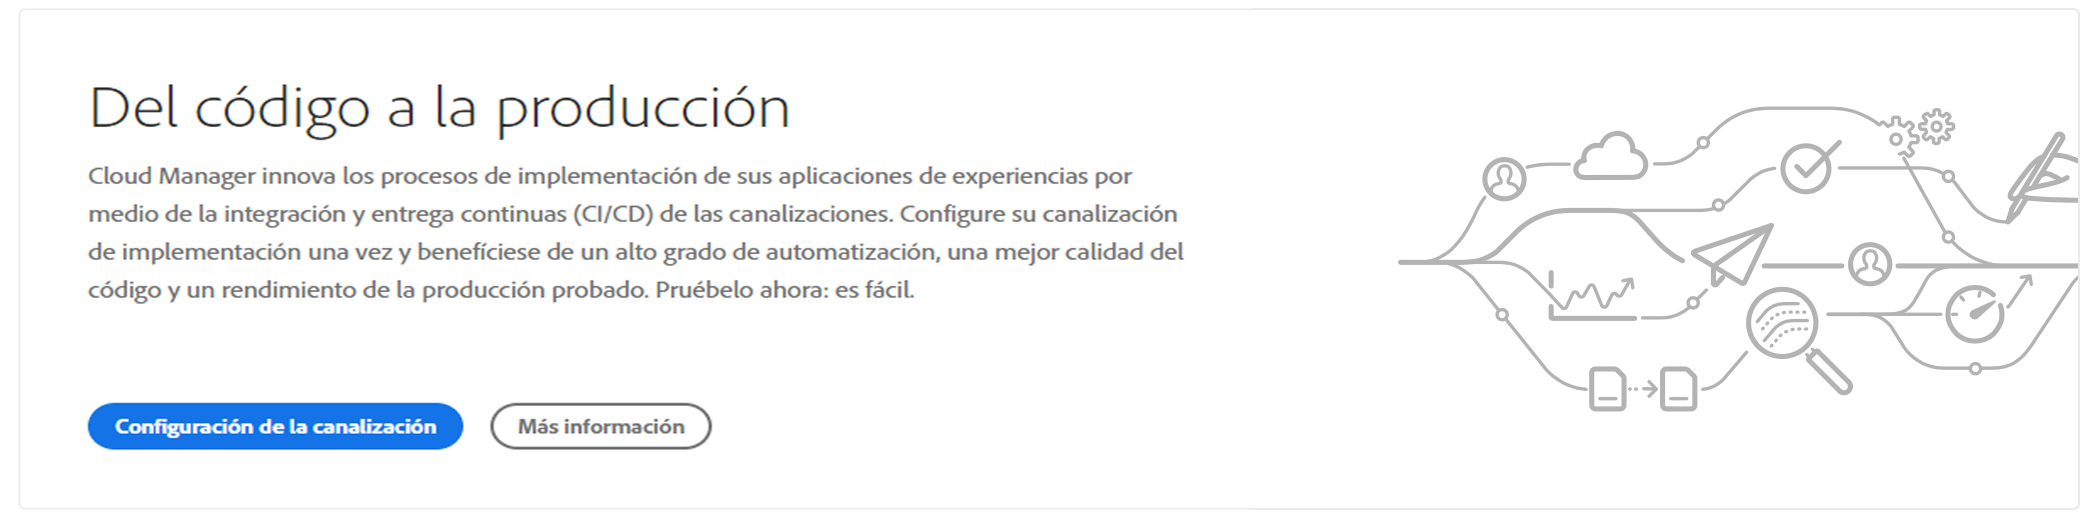 Del código a la producción
Cloud Manager innova los procesos de implementación de sus aplicaciones de experiencias por
medio de la integración y entrega continuas (CI/CD) de las canalizaciones. Configure su canalización
de implementación una vez y benefíciese de un alto grado de automatización, una mejor calidad del
código y un rendimiento de la producción probado. Pruébelo ahora: es fácil.
Configuración de la canalización
Más información